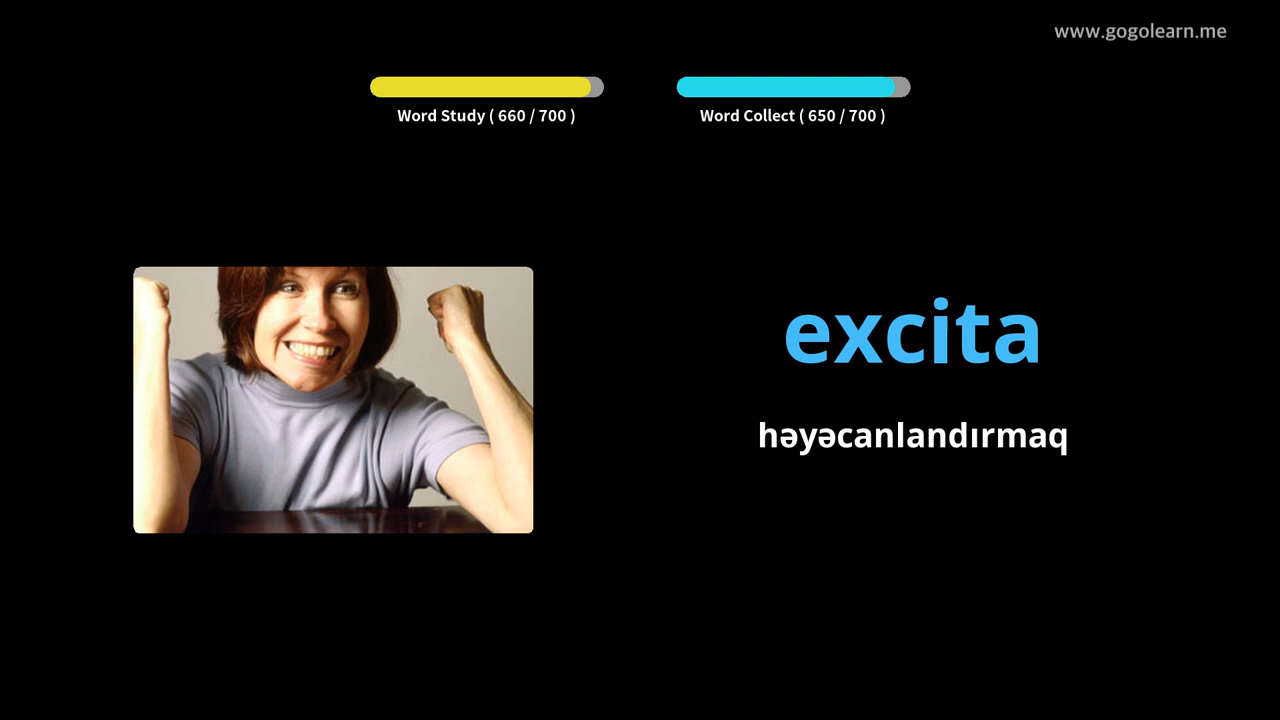 www.gogolearn.me
Word Study ( 660 / 700 )
Word Collect ( 650 / 700 )
excita
həyəcanlandırmaq